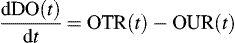 dDO(t)/dt = OTR(t) − OUR(t)